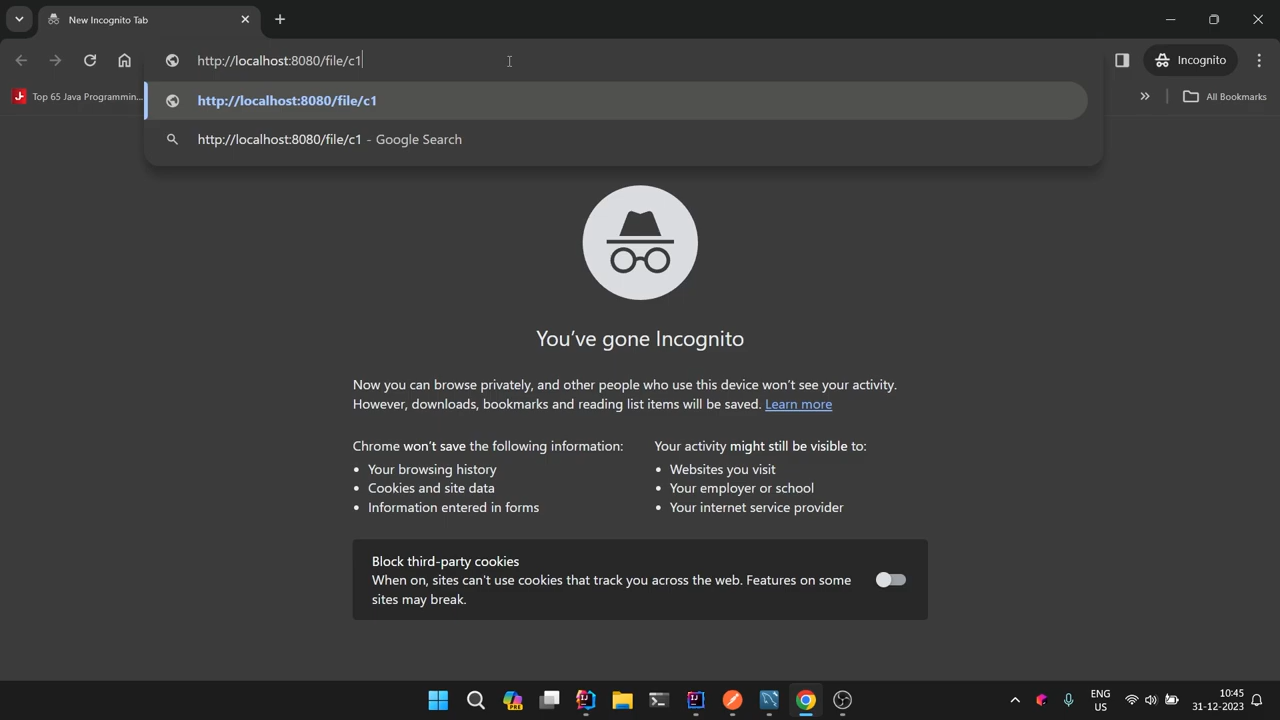 New Incognito Tab
http://localhost:8080/file/c1
Incognito
http://localhost:8080/file/c1
Top 65 Java Programmin...
All Bookmarks
http://localhost:8080/file/c1 - Google Search
You've gone Incognito
Now you can browse privately, and other people who use this device won't see your activity.
However, downloads, bookmarks and reading list items will be saved. Learn more
Chrome won't save the following information:
• Your browsing history
• Cookies and site data
• Information entered in forms
Your activity might still be visible to:
• Websites you visit
• Your employer or school
• Your internet service provider
Block third-party cookies
When on, sites can't use cookies that track you across the web. Features on some
sites may break.
PRE
ENG
US
10:45
31-12-2023